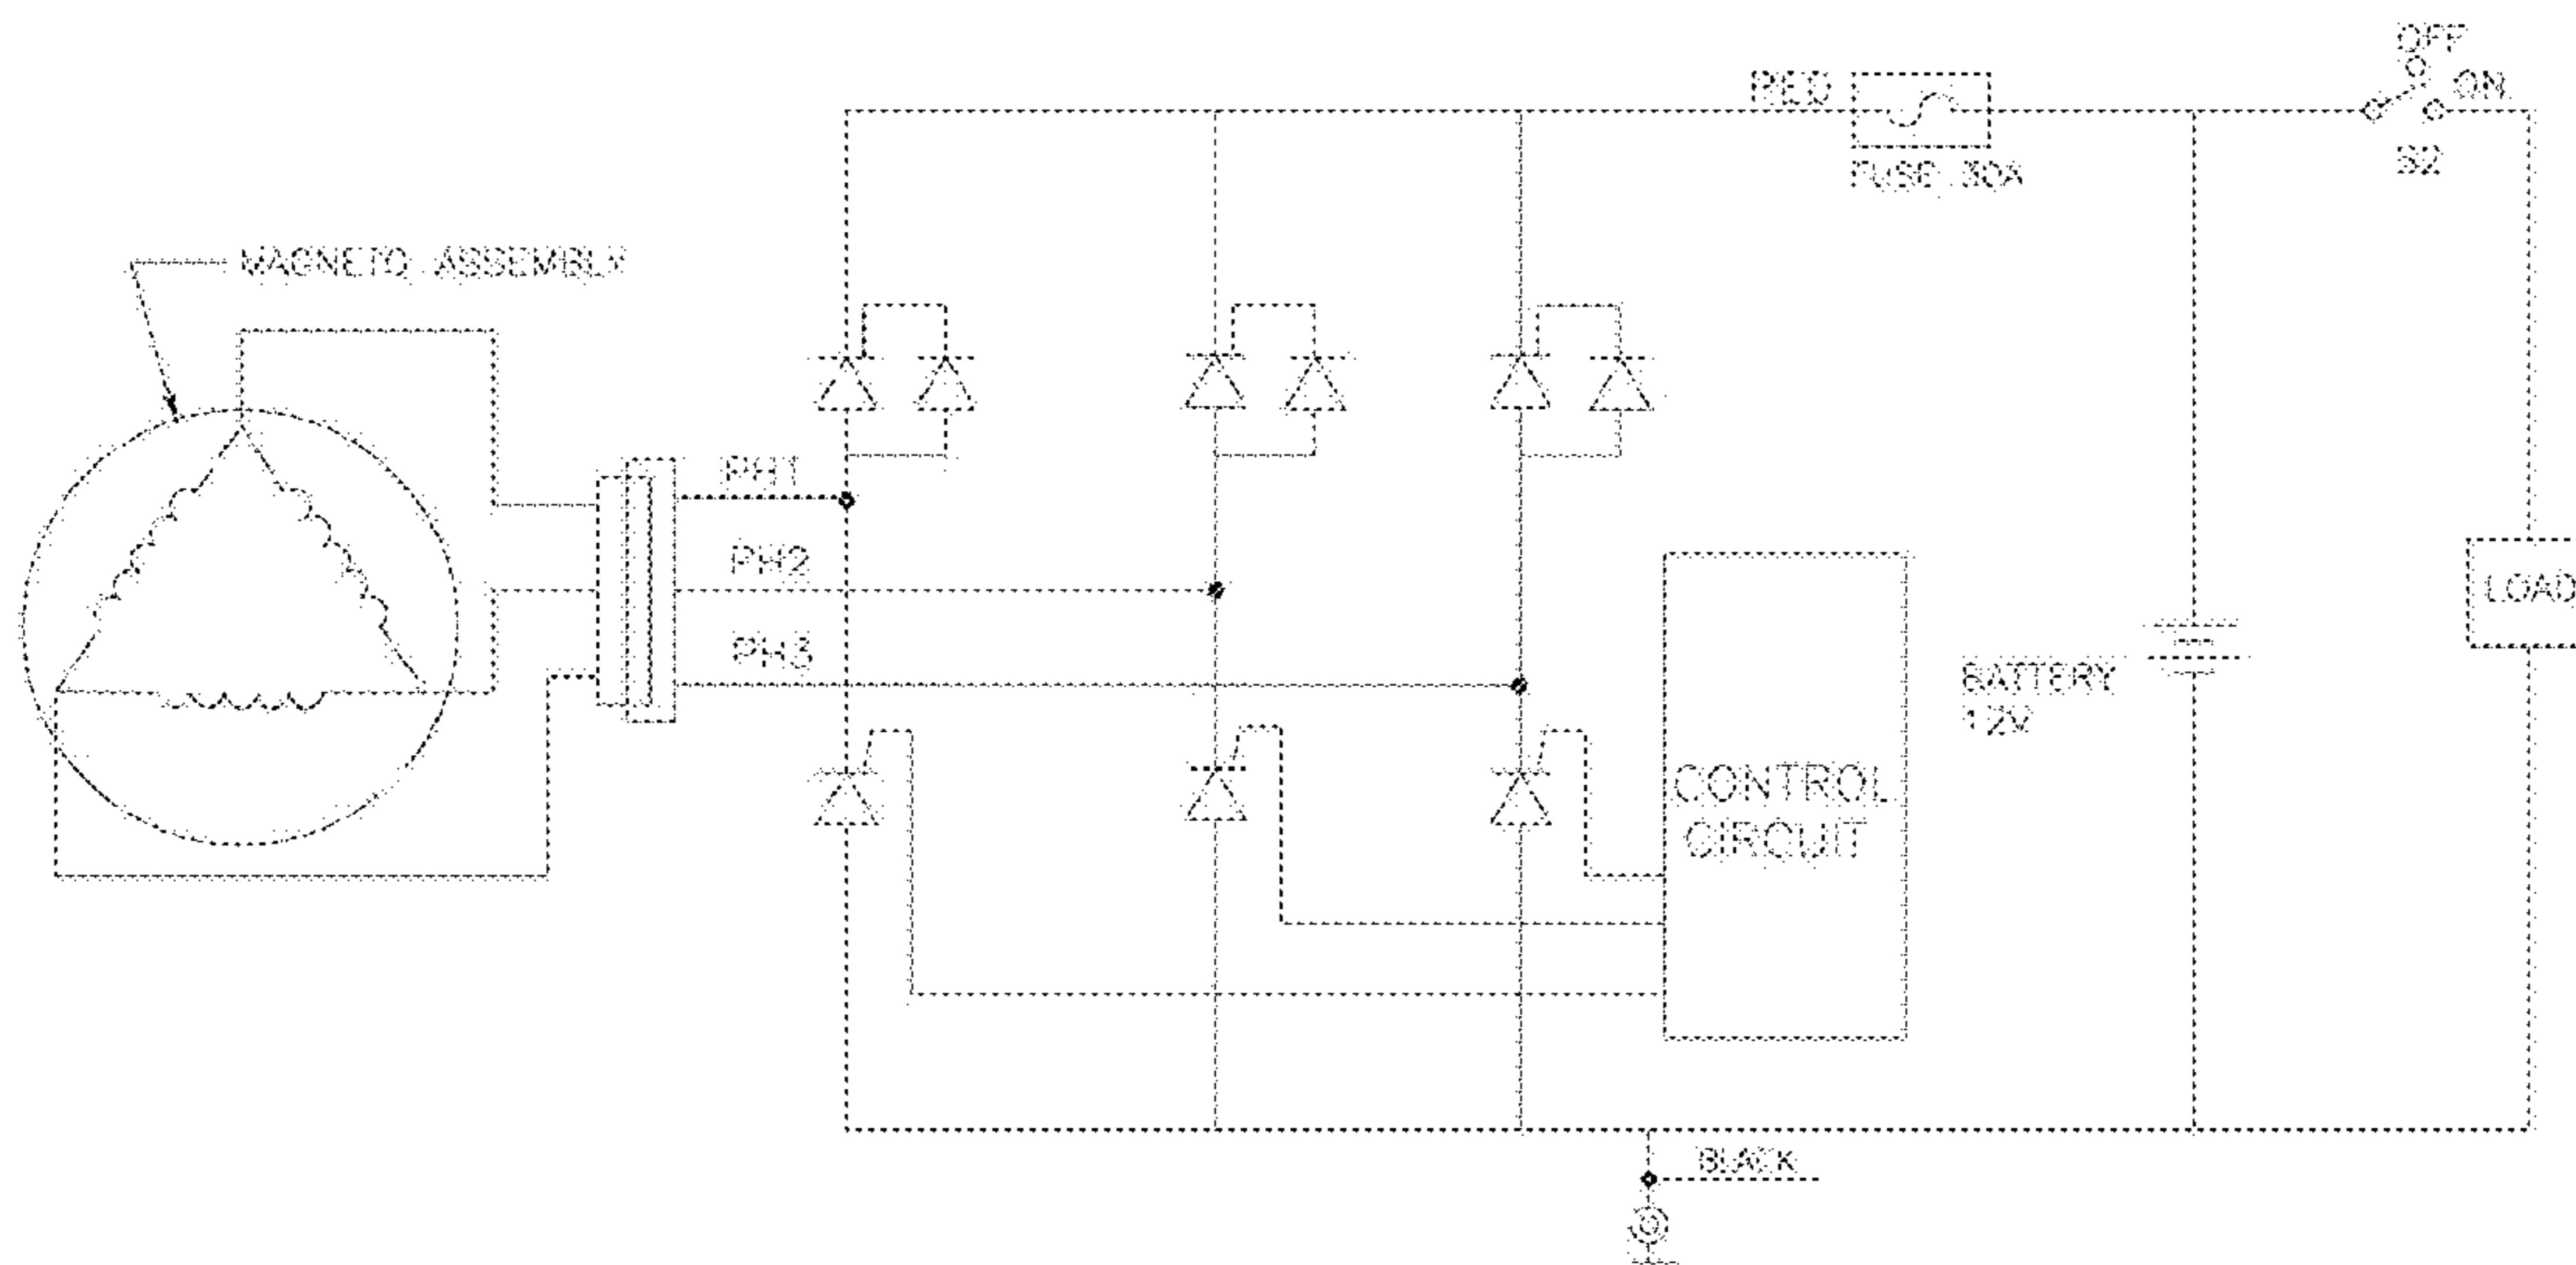 OFF
ON
RED
S2
FUSE 30A
MAGNETO ASSEMBLY
PH1
PH2
PH3
LOAD
BATTERY
12V
CONTROL
CIRCUIT
BLACK